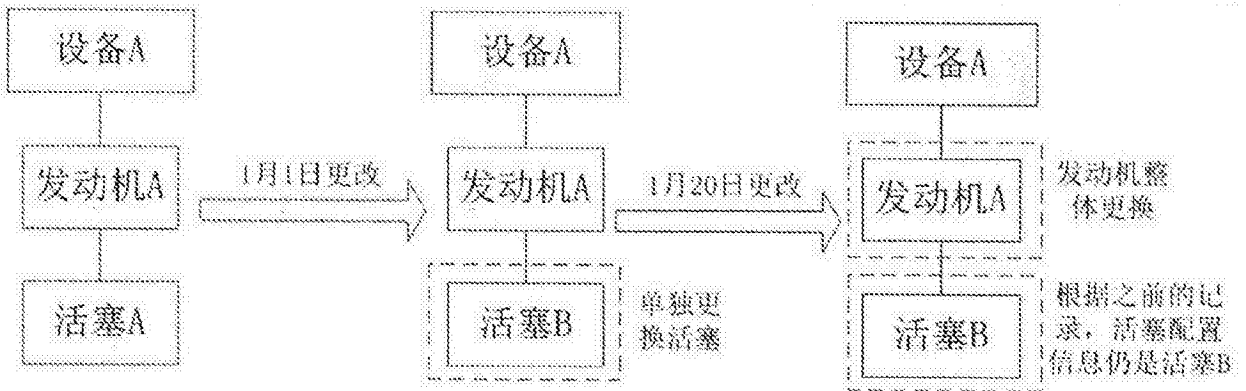 设备A
发动机A
活塞A
1月1日更改
设备A
发动机A
活塞B
单独更
换活塞
1月20日更改
设备A
发动机A
活塞B
发动机整
体更换
根据之前的记
录，活塞配置
信息仍是活塞B